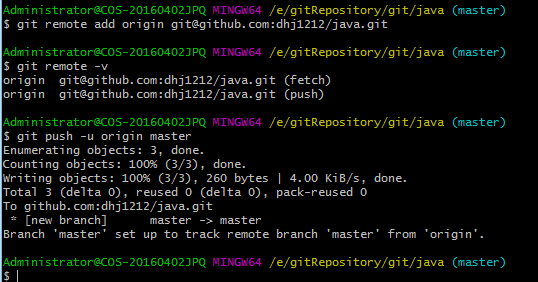 Administrator@COS-20160402JPQ MINGW64 /e/gitRepository/git/java (master)
$ git remote add origin git@github.com:dhj1212/java.git
Administrator@COS-20160402JPQ MINGW64 /e/gitRepository/git/java (master)
$ git remote -v
origin  git@github.com:dhj1212/java.git (fetch)
origin  git@github.com:dhj1212/java.git (push)
Administrator@COS-20160402JPQ MINGW64 /e/gitRepository/git/java (master)
$ git push -u origin master
Enumerating objects: 3, done.
Counting objects: 100% (3/3), done.
Writing objects: 100% (3/3), 260 bytes | 4.00 KiB/s, done.
Total 3 (delta 0), reused 0 (delta 0), pack-reused 0
To github.com:dhj1212/java.git
 * [new branch]      master -> master
Branch 'master' set up to track remote branch 'master' from 'origin'.
Administrator@COS-20160402JPQ MINGW64 /e/gitRepository/git/java (master)
$